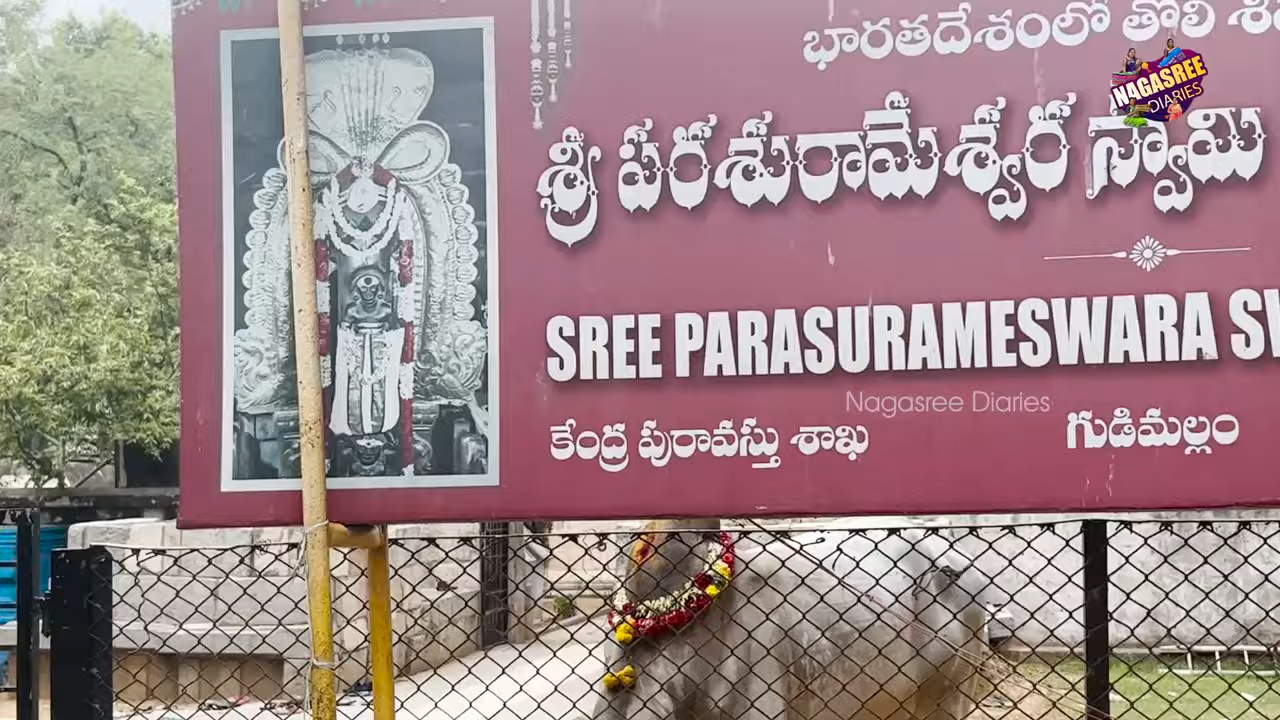 భారతదేశంలో తొలి
NAGASREE
DIARIES
శ్రీ పరశురామేశ్వర స్వామి
SREE PARASURAMESWARA
Nagasree Diaries
కేంద్ర పురావస్తు శాఖ
గుడిమల్లం